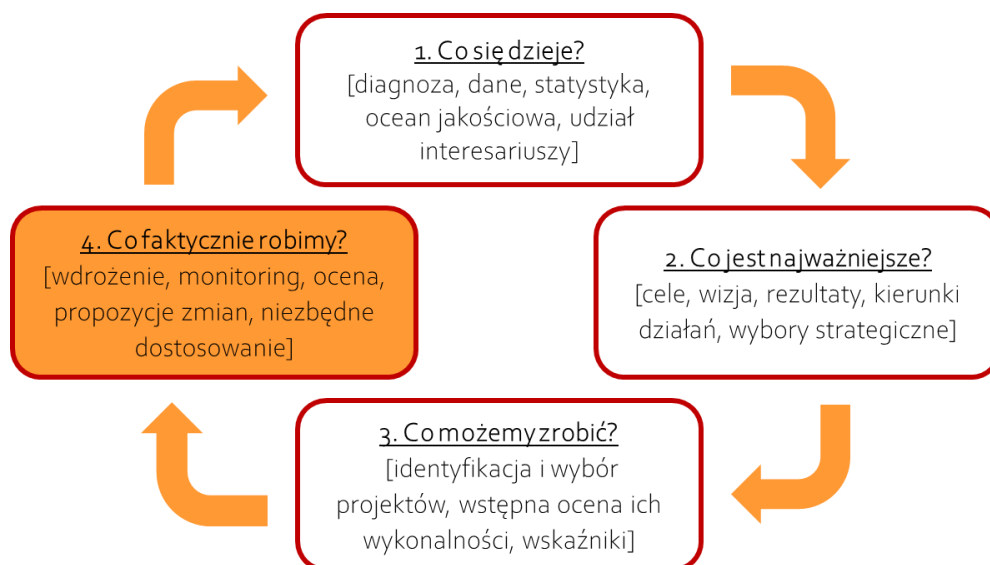 1. Co się dzieje?
[diagnoza, dane, statystyka,
ocean jakościowa, udział
interesariuszy]
2. Co jest najważniejsze?
[cele, wizja, rezultaty, kierunki
działań, wybory strategiczne]
3. Co możemy zrobić?
[identyfikacja i wybór
projektów, wstępna ocena ich
wykonalności, wskaźniki]
4. Co faktycznie robimy?
[wdrożenie, monitoring, ocena,
propozycje zmian, niezbędne
dostosowanie]